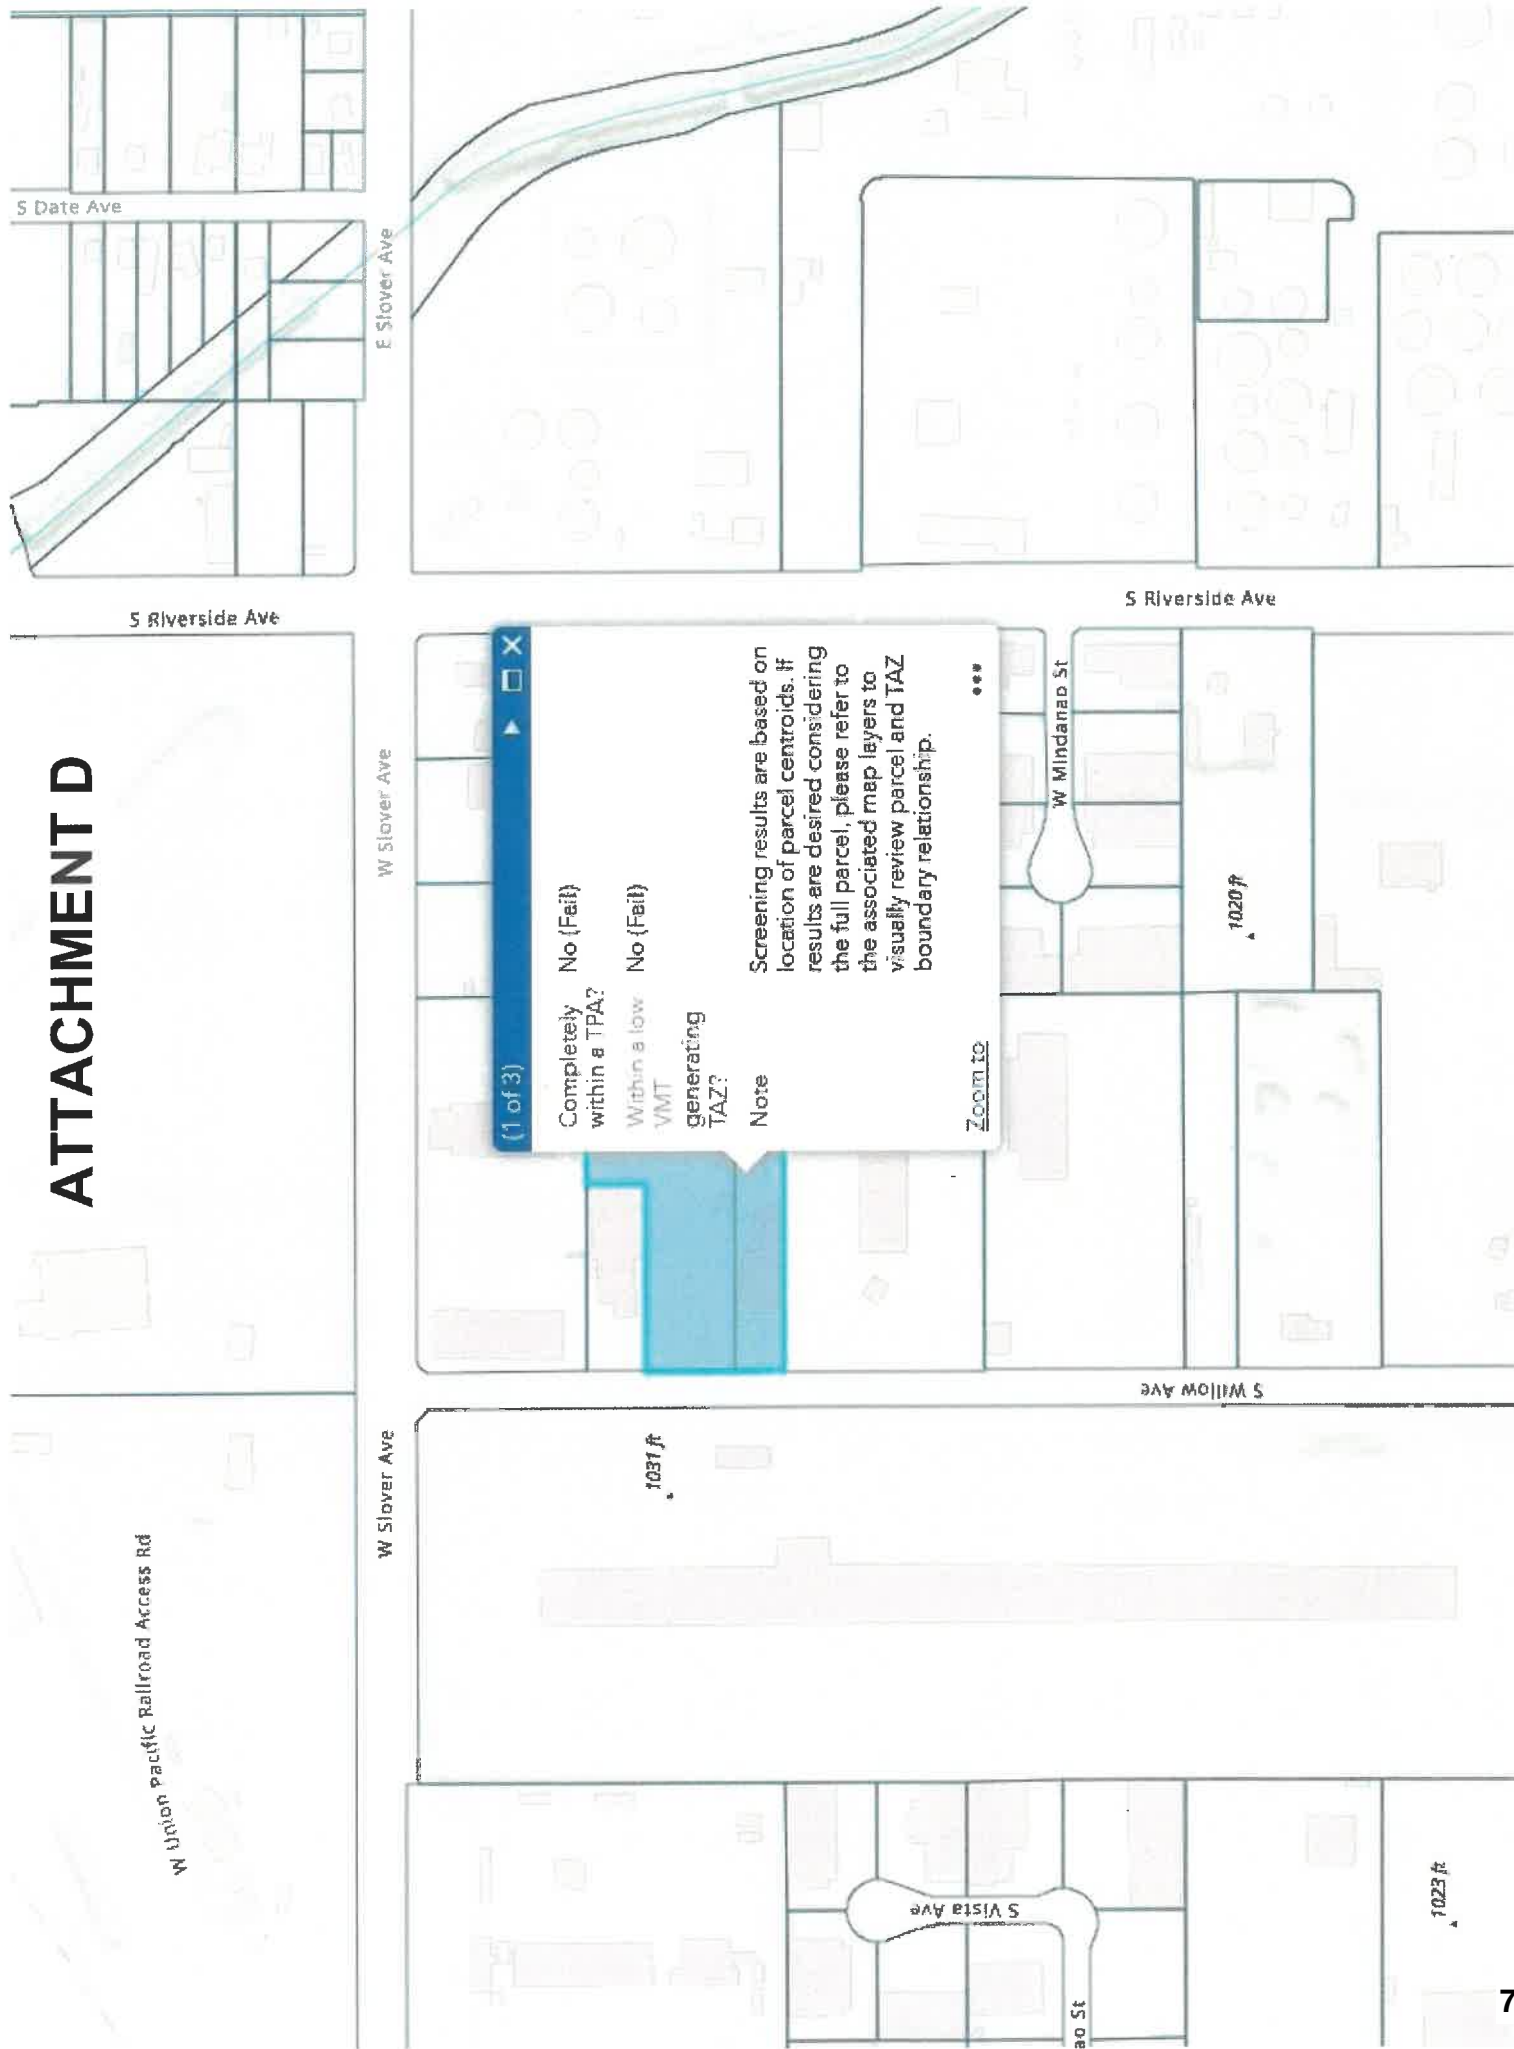 ATTACHMENT D
S Date Ave
E Slover Ave
S Riverside Ave
S Riverside Ave
W Slover Ave
(1 of 3)
Completely within a TPA? No (Fail)
Within a low VMT generating TAZ? No (Fail)
Note
Screening results are based on
location of parcel centroids. If
results are desired considering
the full parcel, please refer to
the associated map layers to
visually review parcel and TAZ
boundary relationship.
Zoom to
•••
W Mindanao St
1020 ft
S Willow Ave
W Slover Ave
1031 ft
W Union Pacific Railroad Access Rd
S Vista Ave
ao St
1023 ft
7